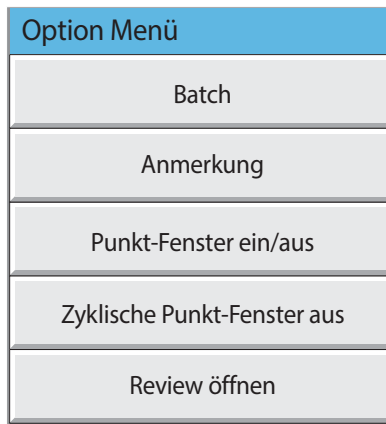 Option Menü
Batch
Anmerkung
Punkt-Fenster ein/aus
Zyklische Punkt-Fenster aus
Review öffnen